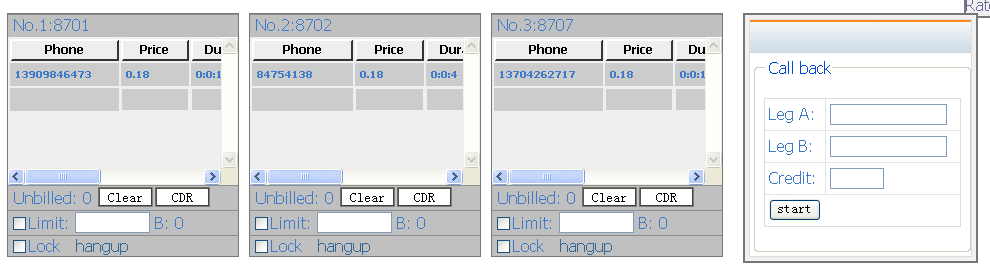 Rate
No.1:8701
Phone Price Du
13909846473 0.18 0:0:1
Unbilled: 0 Clear CDR
Limit: B: 0
Lock hangup
No.2:8702
Phone Price Dur
84754138 0.18 0:0:4
Unbilled: 0 Clear CDR
Limit: B: 0
Lock hangup
No.3:8707
Phone Price Du
13704262717 0.18 0:0:1
Unbilled: 0 Clear CDR
Limit: B: 0
Lock hangup
Call back
Leg A:
Leg B:
Credit:
start